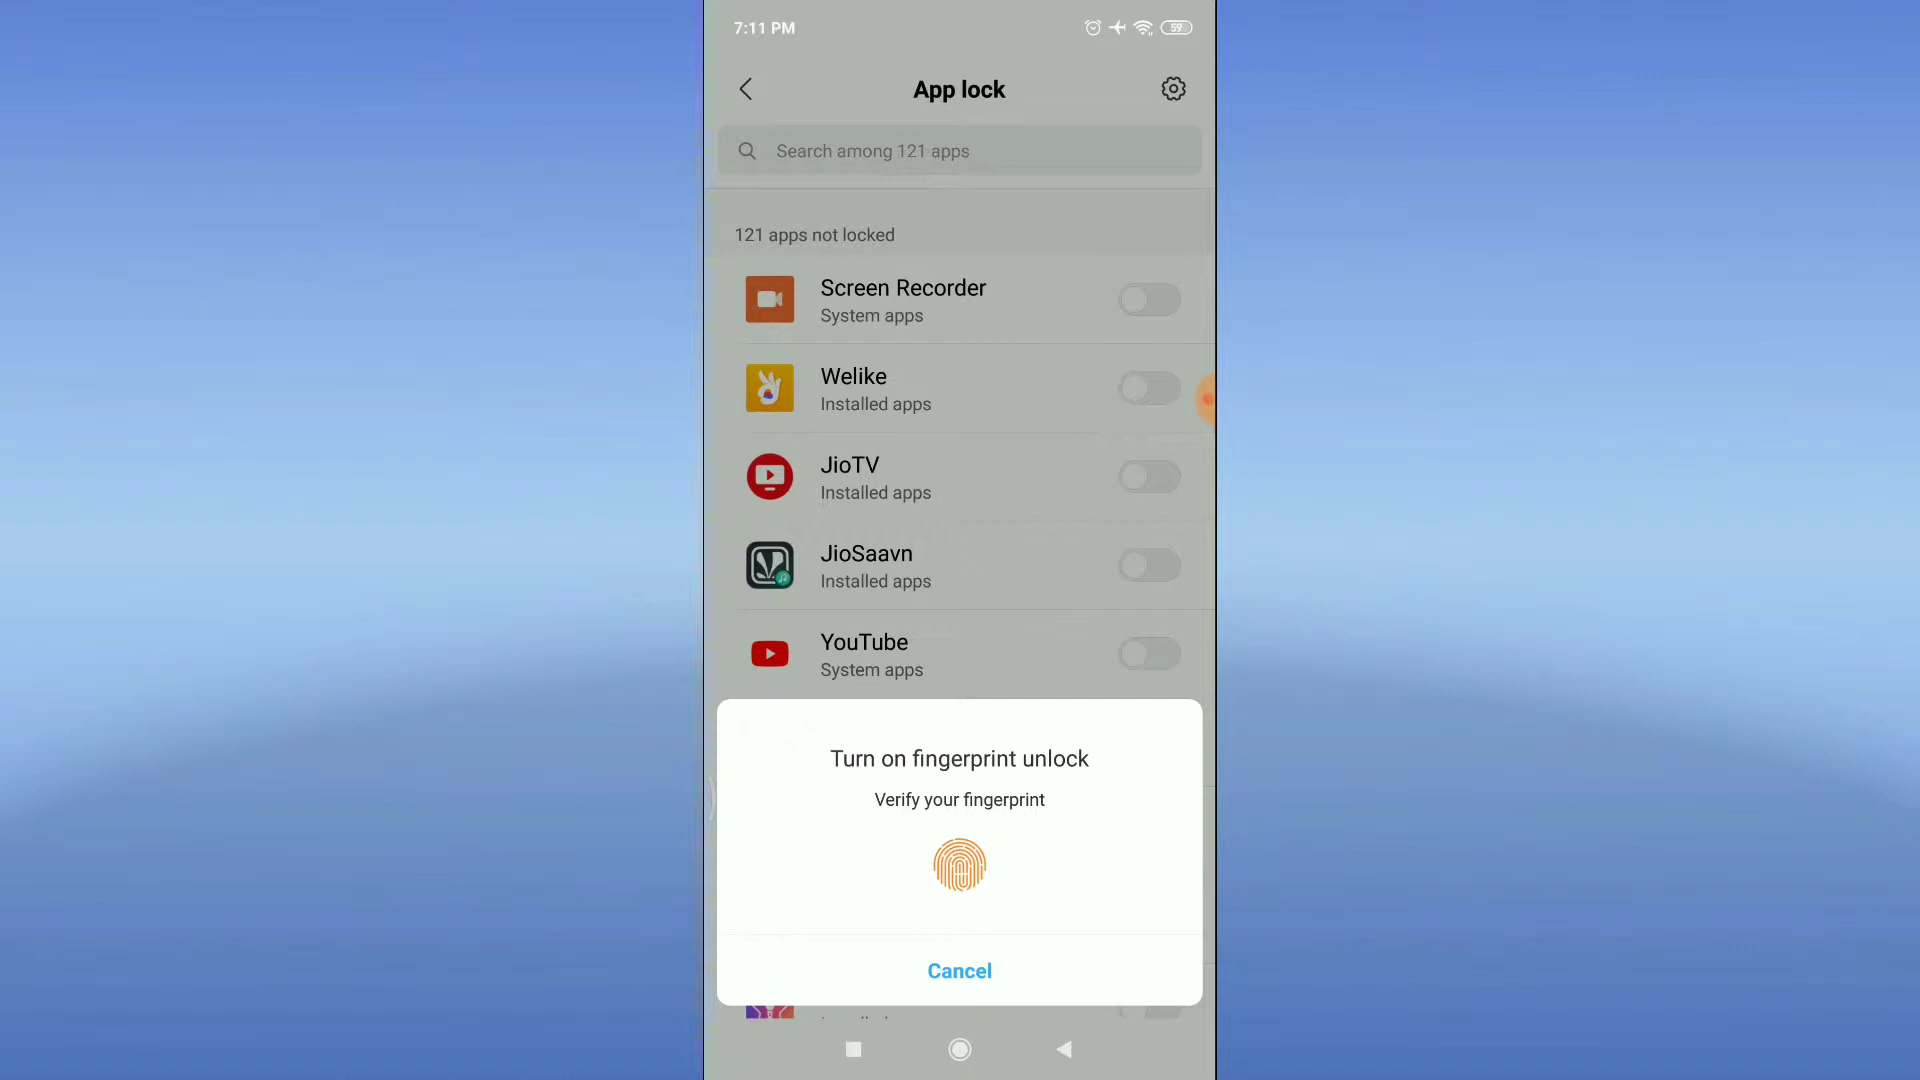 7:11 PM
59
App lock
Search among 121 apps
121 apps not locked
Screen Recorder
System apps
Welike
Installed apps
JioTV
Installed apps
JioSaavn
Installed apps
YouTube
System apps
Turn on fingerprint unlock
Verify your fingerprint
Cancel